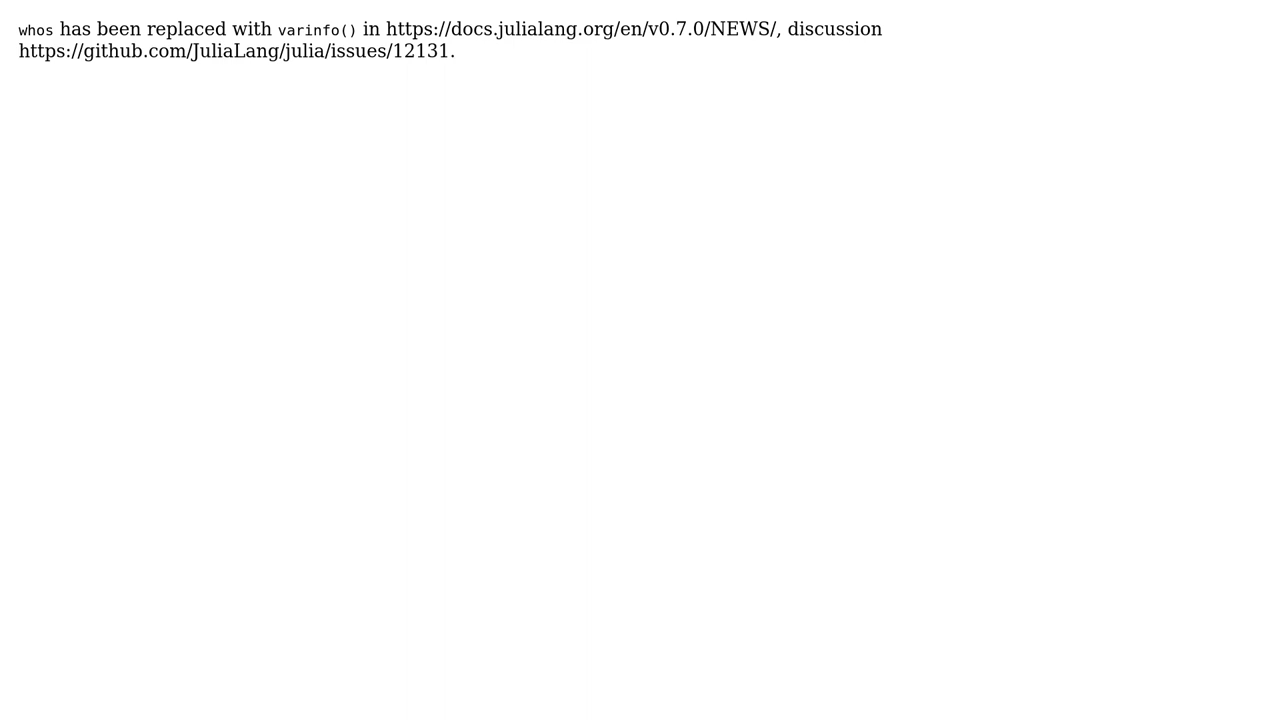 whos has been replaced with varinfo() in https://docs.julialang.org/en/v0.7.0/NEWS/, discussion
https://github.com/JuliaLang/julia/issues/12131.